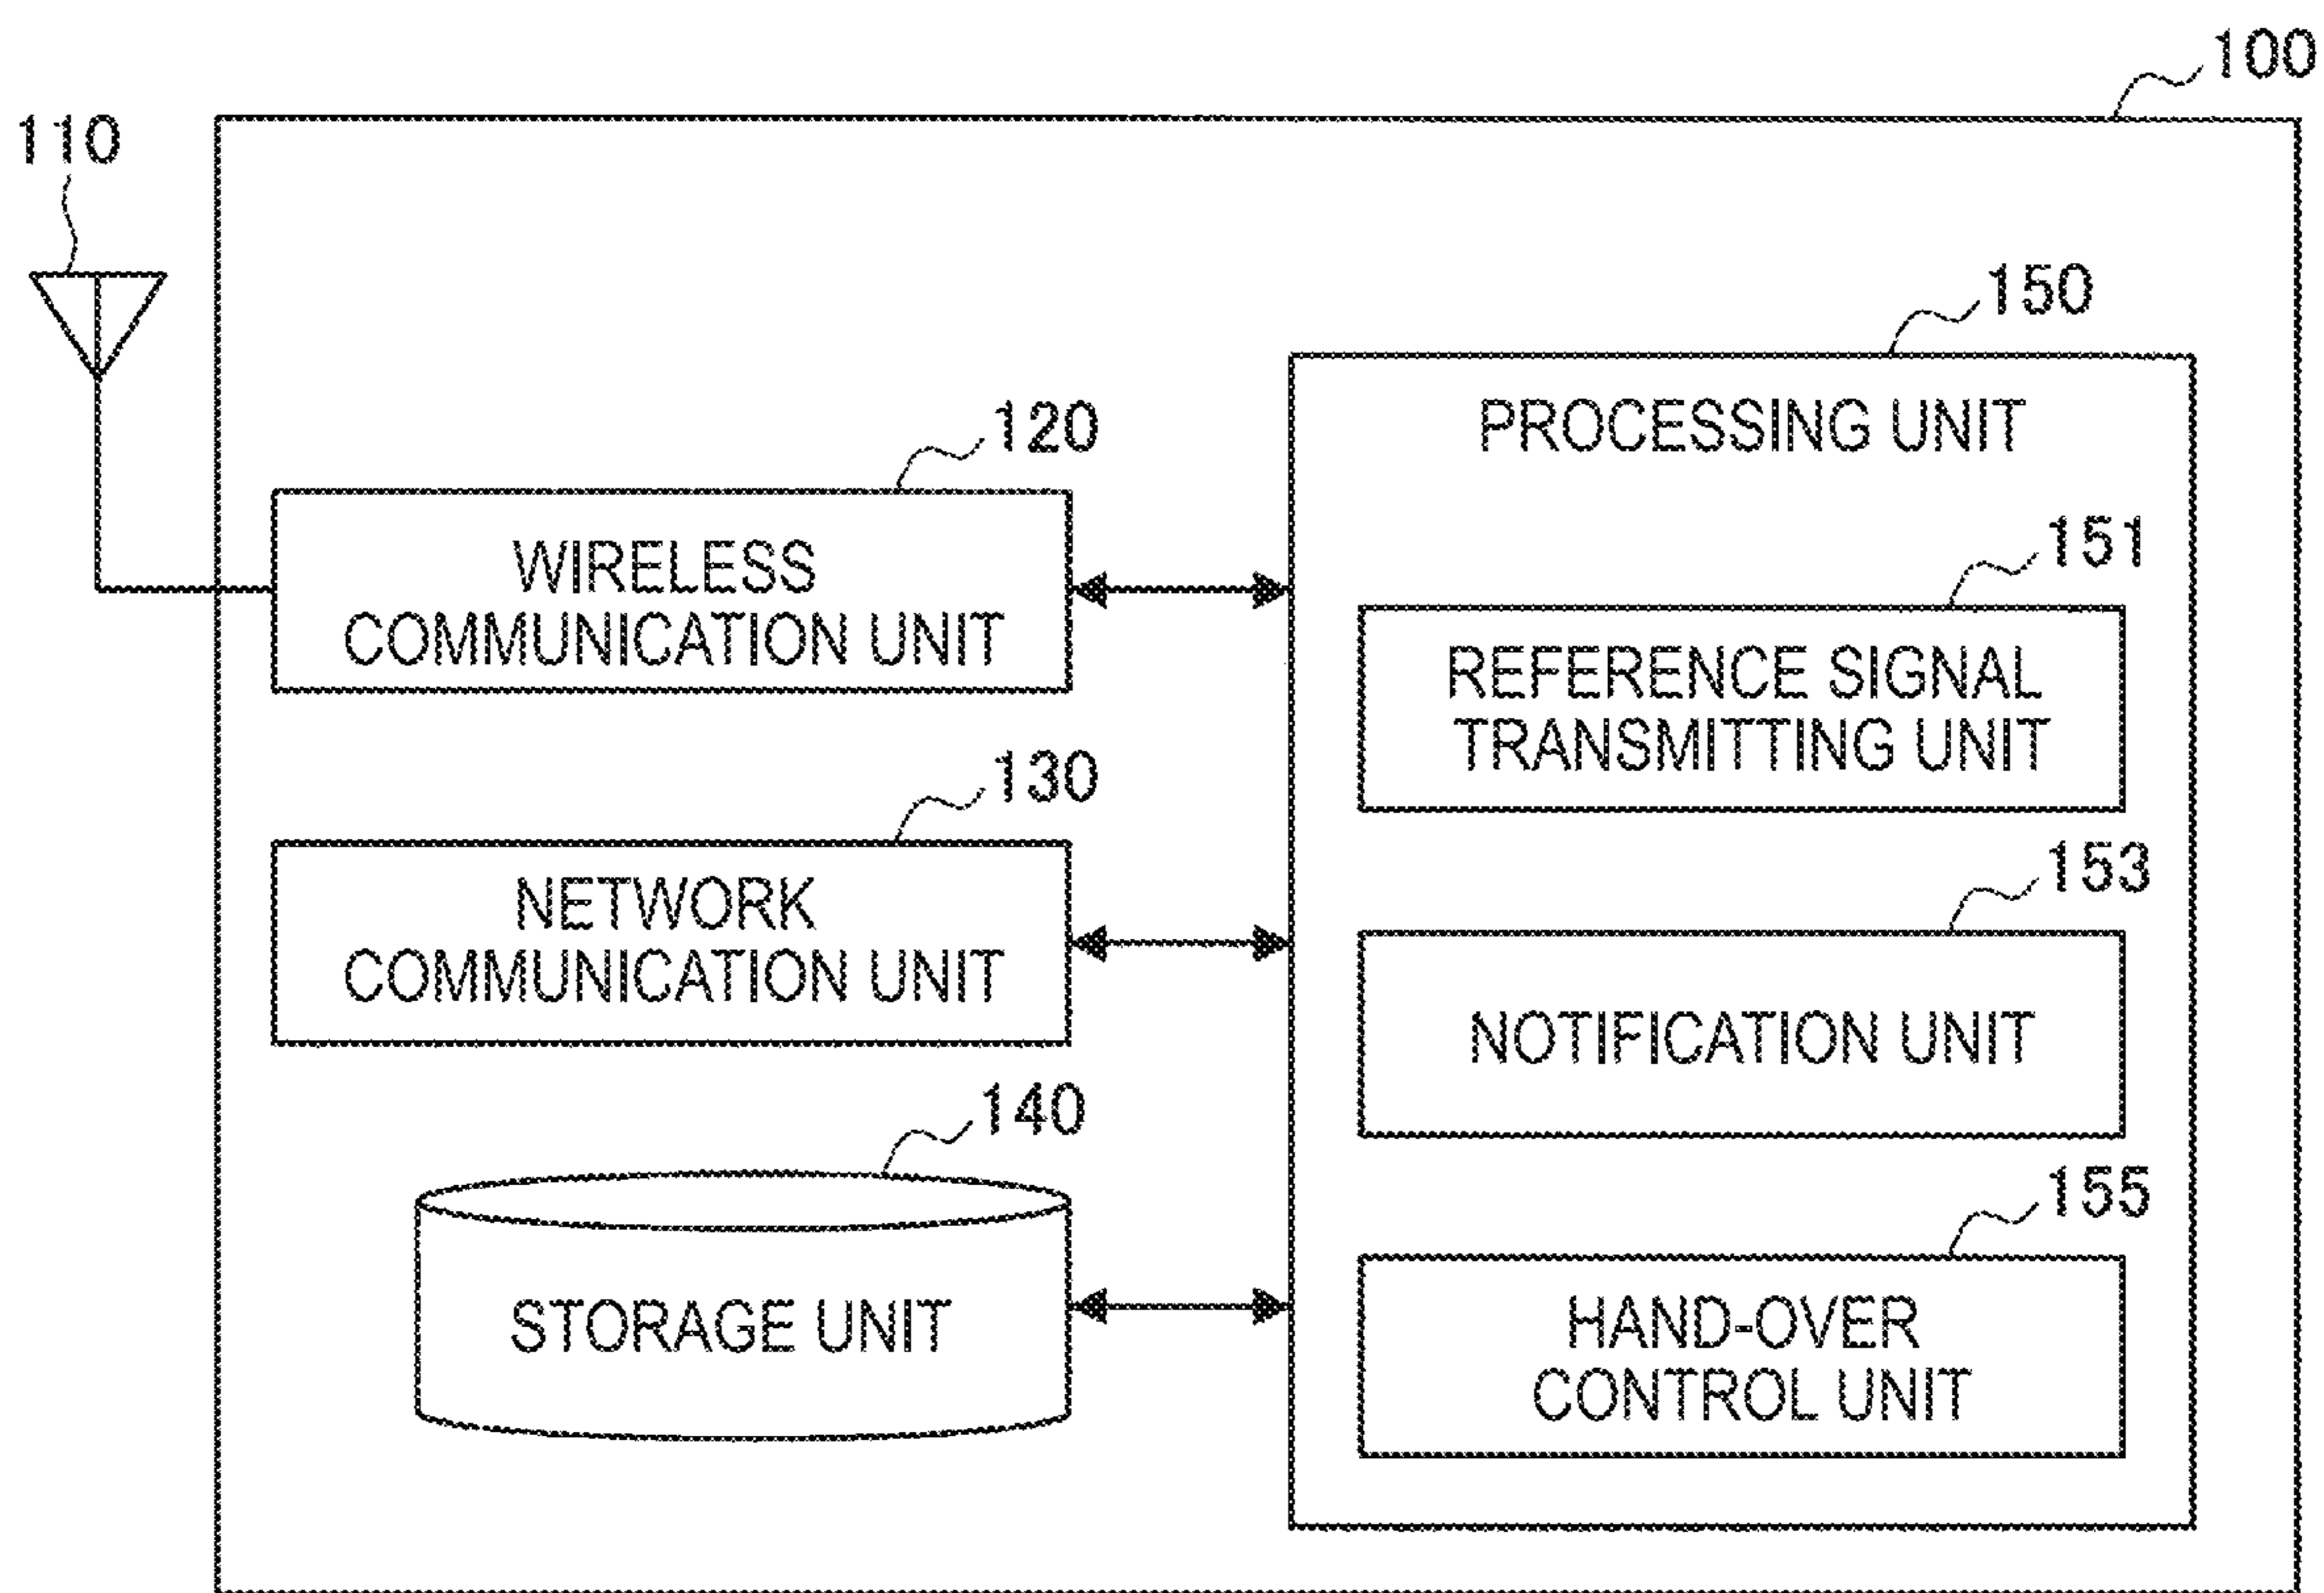 100
110
150
PROCESSING UNIT
120
WIRELESS
COMMUNICATION UNIT
151
REFERENCE SIGNAL
TRANSMITTING UNIT
130
NETWORK
COMMUNICATION UNIT
153
NOTIFICATION UNIT
140
STORAGE UNIT
155
HAND-OVER
CONTROL UNIT